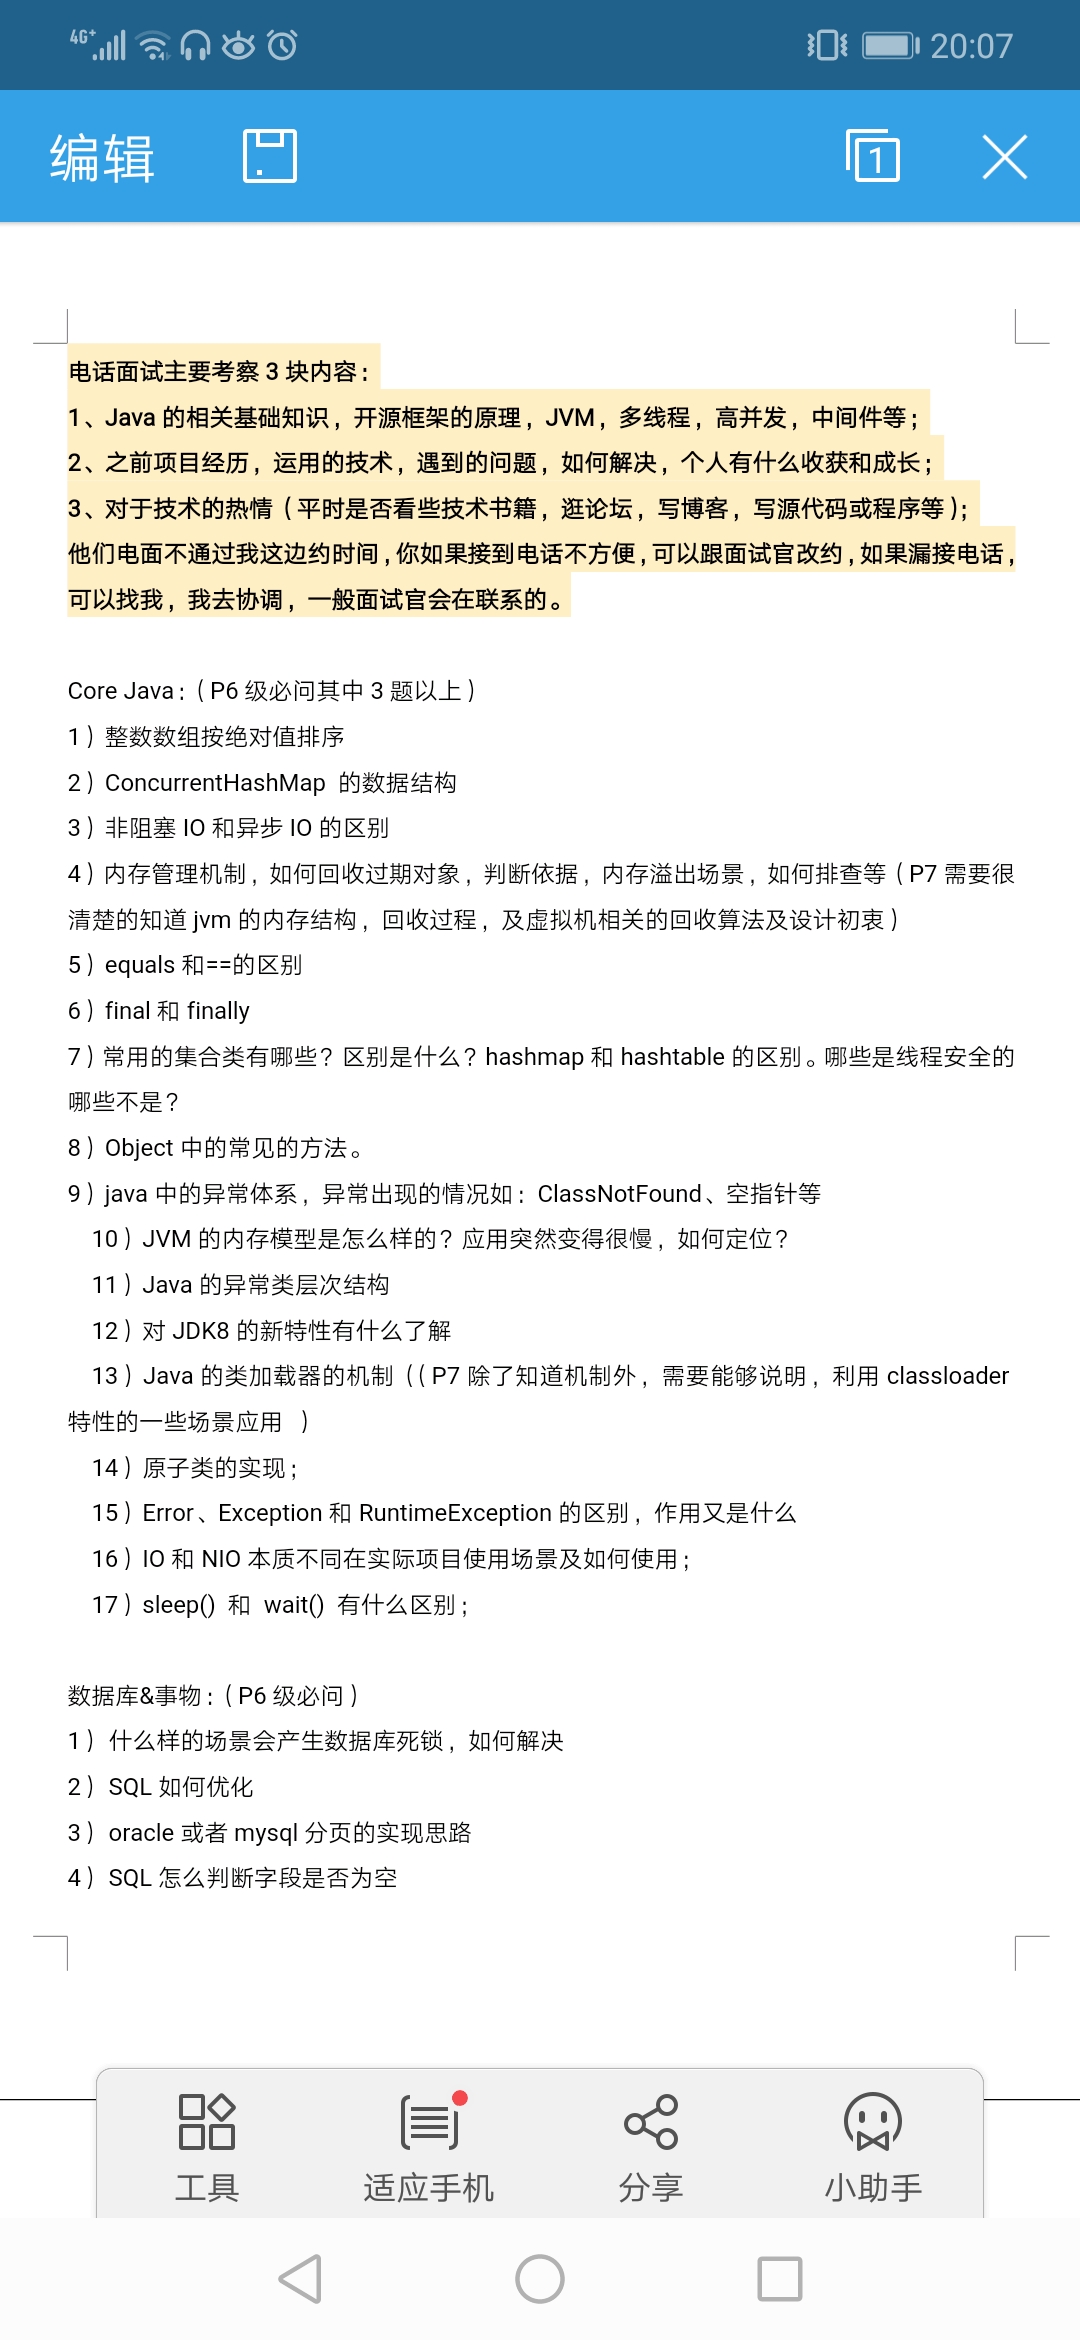 4G+ 20:07
编辑 1
电话面试主要考察 3 块内容：
1、Java 的相关基础知识，开源框架的原理，JVM，多线程，高并发，中间件等；
2、之前项目经历，运用的技术，遇到的问题，如何解决，个人有什么收获和成长；
3、对于技术的热情（平时是否看些技术书籍，逛论坛，写博客，写源代码或程序等）；
他们电面不通过我这边约时间，你如果接到电话不方便，可以跟面试官改约，如果漏接电话，
可以找我，我去协调，一般面试官会在联系的。
Core Java：（P6 级必问其中 3 题以上）
1）整数数组按绝对值排序
2）ConcurrentHashMap 的数据结构
3）非阻塞 IO 和异步 IO 的区别
4）内存管理机制，如何回收过期对象，判断依据，内存溢出场景，如何排查等（P7 需要很
清楚的知道 jvm 的内存结构，回收过程，及虚拟机相关的回收算法及设计初衷）
5）equals 和==的区别
6）final 和 finally
7）常用的集合类有哪些？区别是什么？hashmap 和 hashtable 的区别。哪些是线程安全的
哪些不是？
8）Object 中的常见的方法。
9）java 中的异常体系，异常出现的情况如：ClassNotFound、空指针等
10）JVM 的内存模型是怎么样的？应用突然变得很慢，如何定位？
11）Java 的异常类层次结构
12）对 JDK8 的新特性有什么了解
13）Java 的类加载器的机制（（P7 除了知道机制外，需要能够说明，利用 classloader
特性的一些场景应用 ）
14）原子类的实现；
15）Error、Exception 和 RuntimeException 的区别，作用又是什么
16）IO 和 NIO 本质不同在实际项目使用场景及如何使用；
17）sleep() 和 wait() 有什么区别；
数据库&事物：（P6 级必问）
1） 什么样的场景会产生数据库死锁，如何解决
2） SQL 如何优化
3） oracle 或者 mysql 分页的实现思路
4） SQL 怎么判断字段是否为空
工具 适应手机 分享 小助手